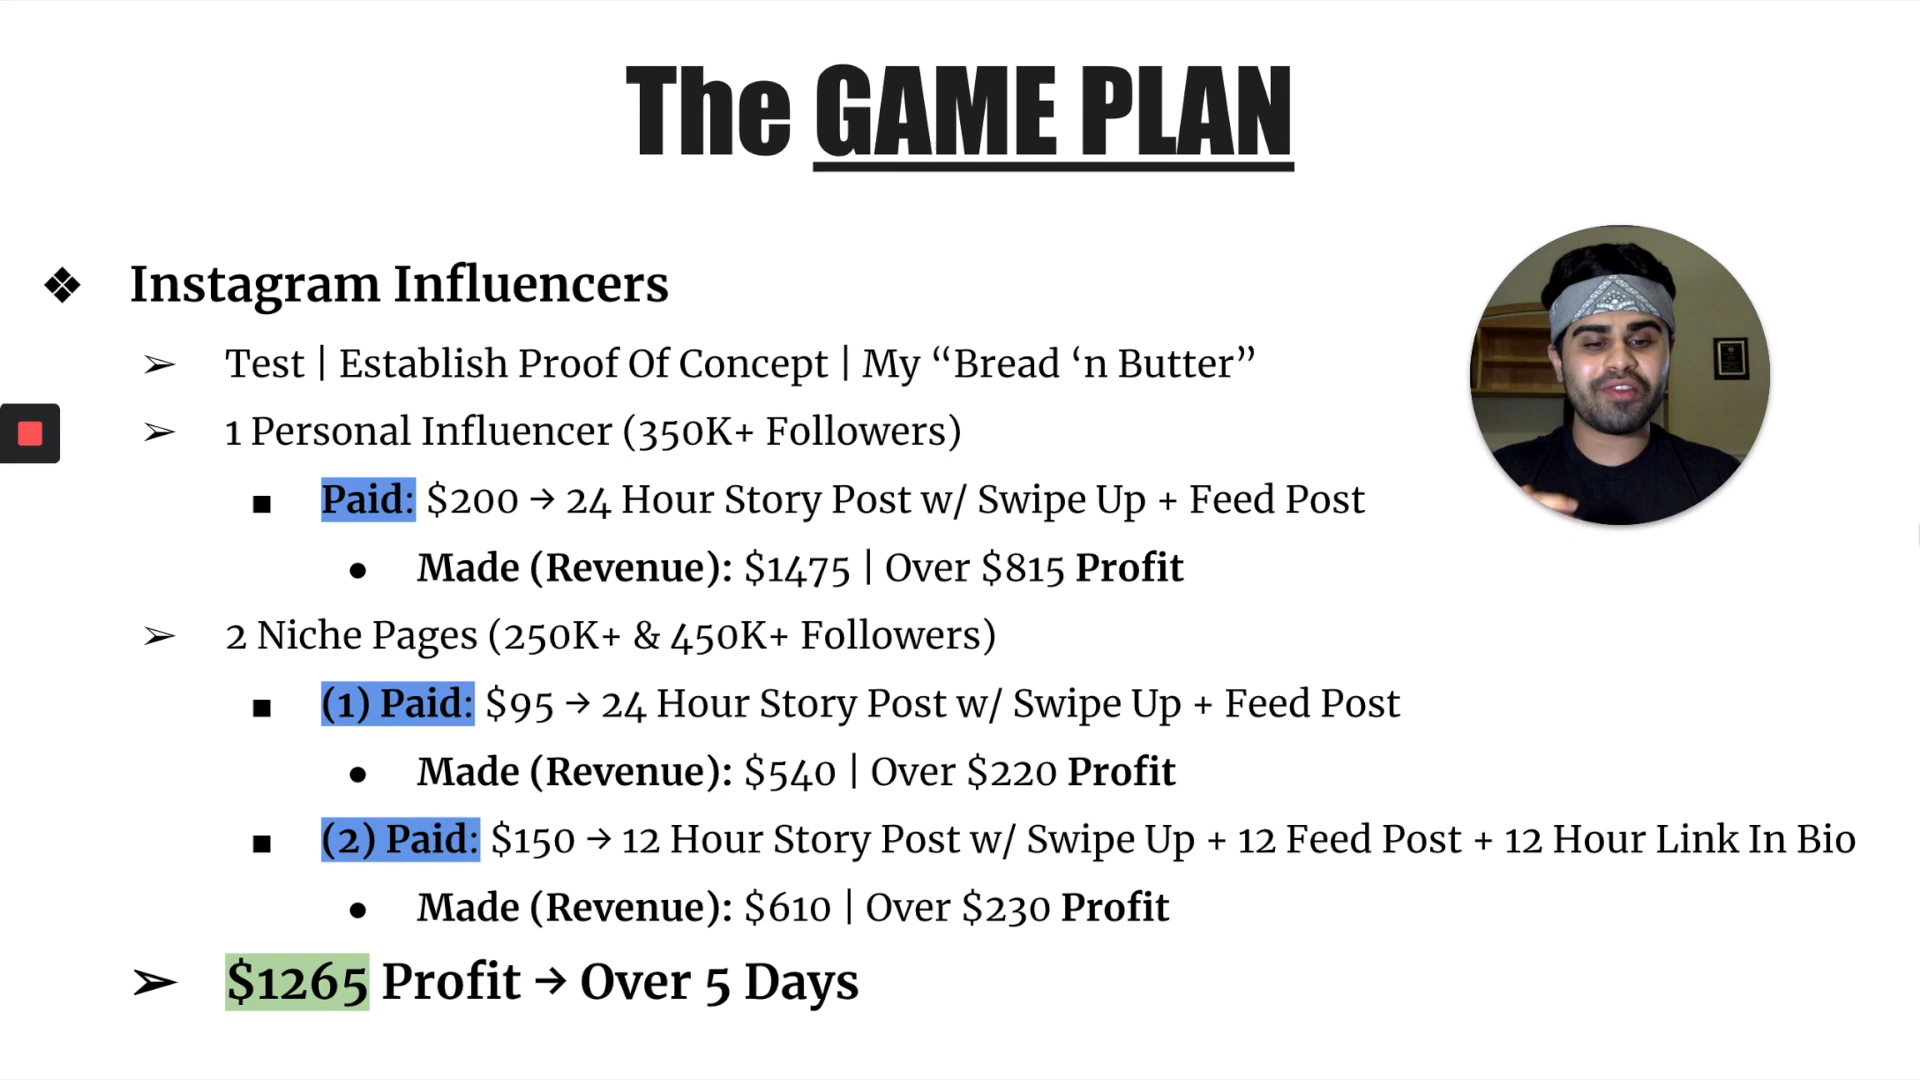 The GAME PLAN
❖ Instagram Influencers
➢ Test | Establish Proof Of Concept | My “Bread ‘n Butter”
➢ 1 Personal Influencer (350K+ Followers)
■ Paid: $200 → 24 Hour Story Post w/ Swipe Up + Feed Post
● Made (Revenue): $1475 | Over $815 Profit
➢ 2 Niche Pages (250K+ & 450K+ Followers)
■ (1) Paid: $95 → 24 Hour Story Post w/ Swipe Up + Feed Post
● Made (Revenue): $540 | Over $220 Profit
■ (2) Paid: $150 → 12 Hour Story Post w/ Swipe Up + 12 Feed Post + 12 Hour Link In Bio
● Made (Revenue): $610 | Over $230 Profit
➢ $1265 Profit → Over 5 Days